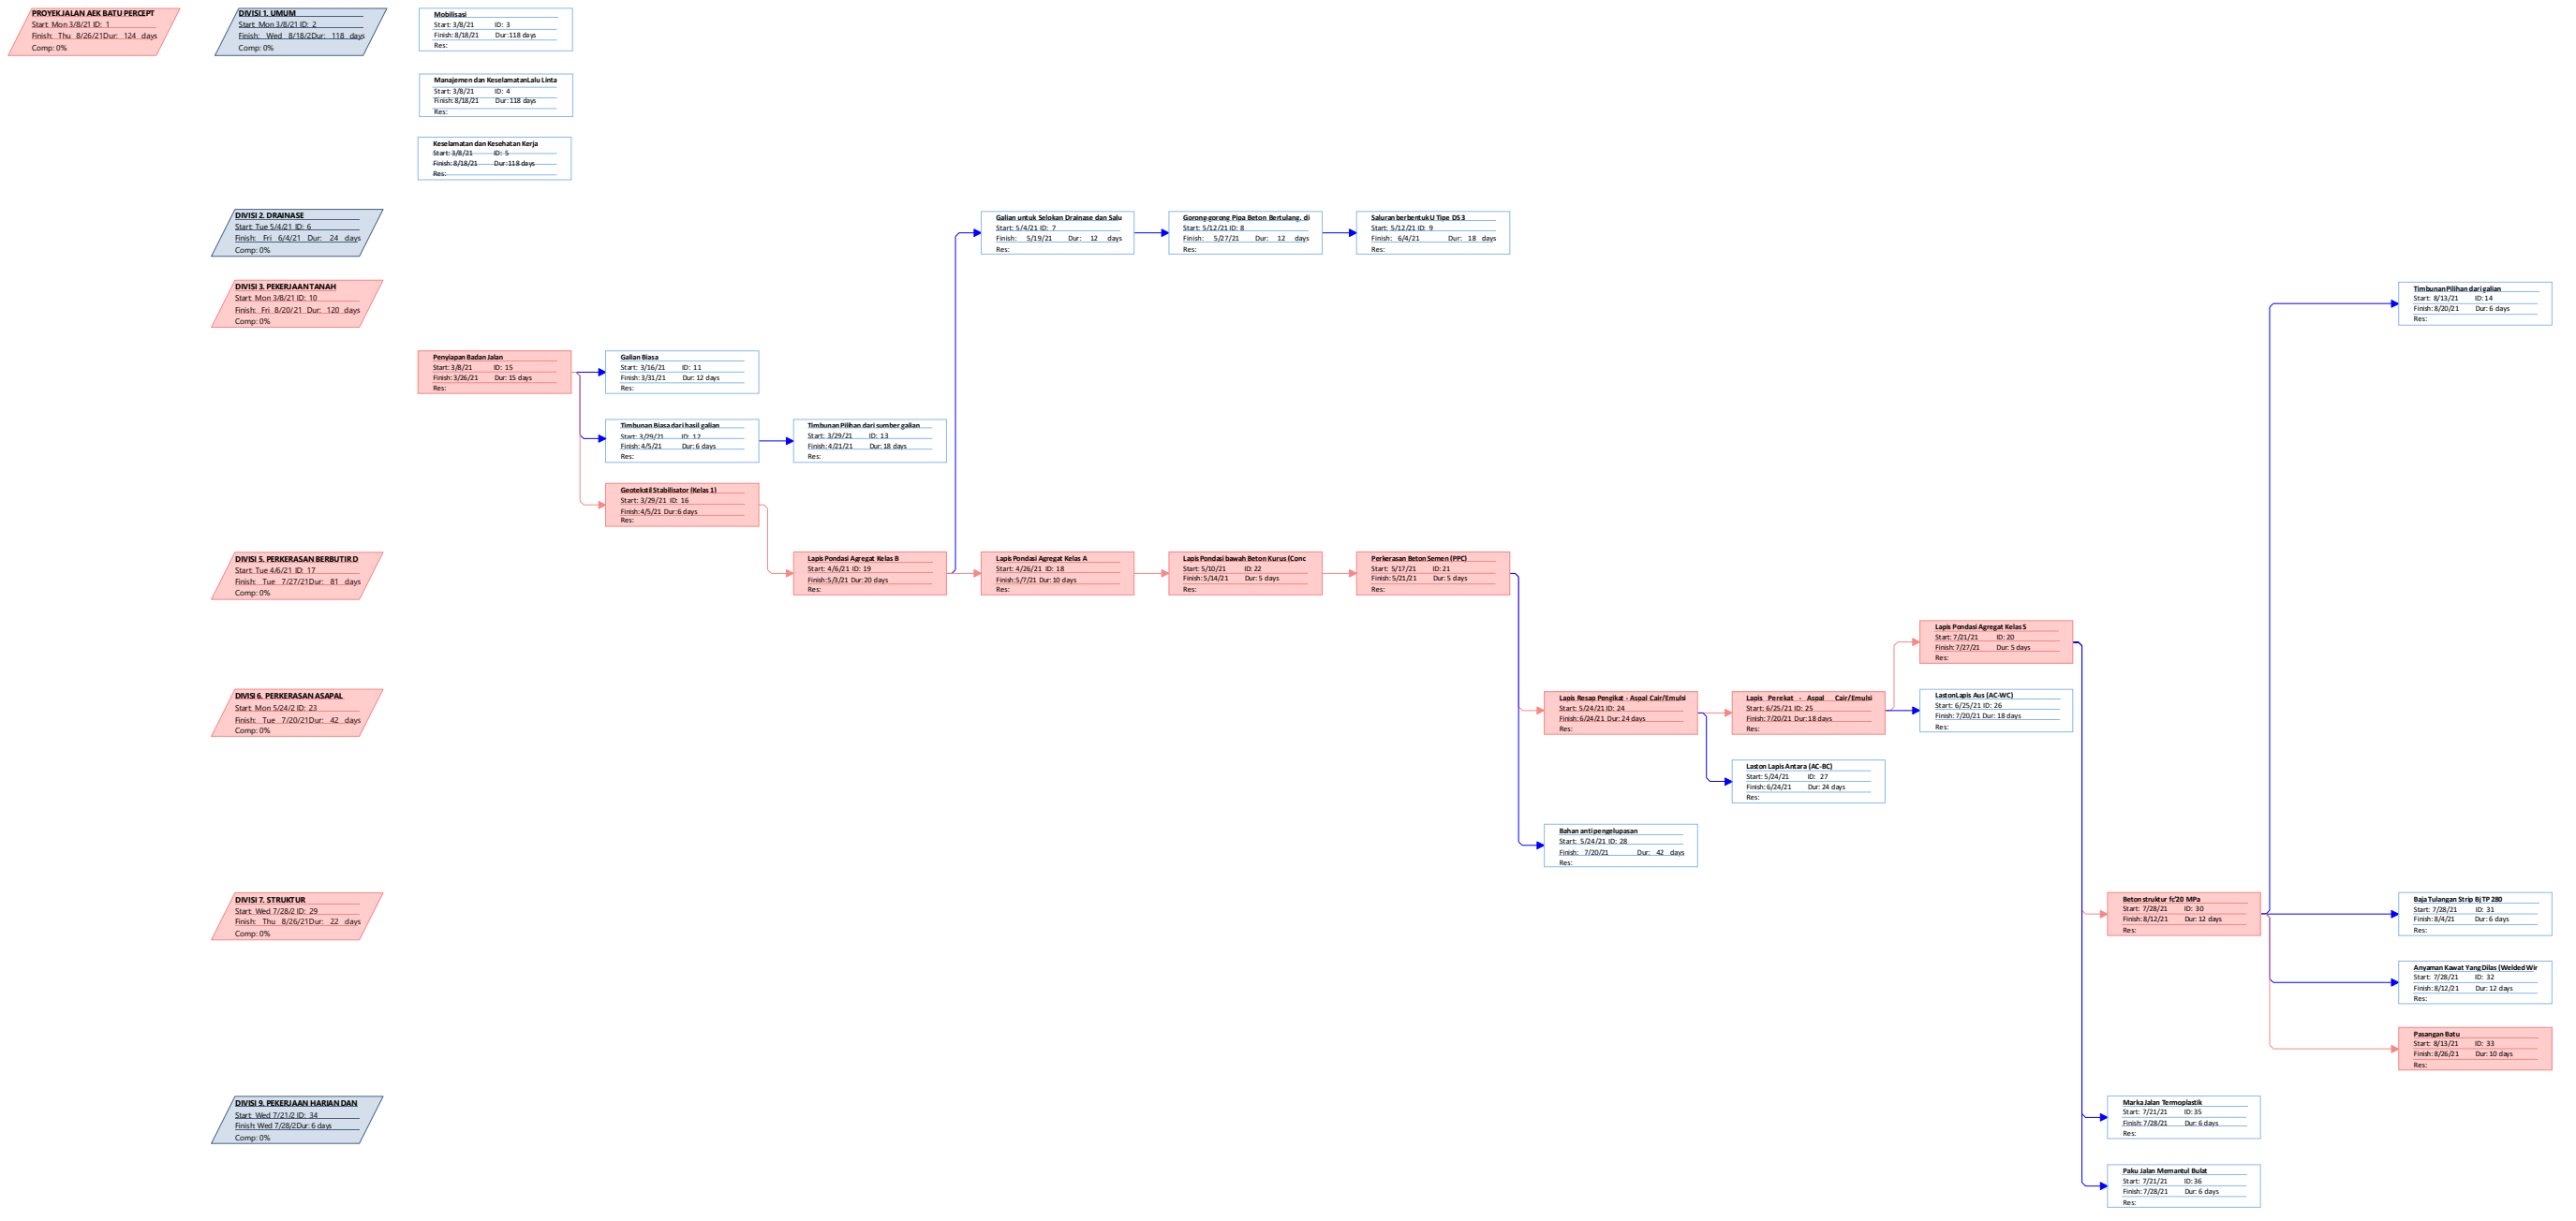 PROYEK JALAN AEK BATU PERCEPT
Start: Mon 3/8/21 ID: 1
Finish: Thu 8/26/21 Dur: 124 days
Comp: 0%
DIVISI 1. UMUM
Start: Mon 3/8/21 ID: 2
Finish: Wed 8/18/2 Dur: 118 days
Comp: 0%
Mobilisasi
Start: 3/8/21 ID: 3
Finish: 8/18/21 Dur: 118 days
Res:
Manajemen dan Keselamatan Lalu Linta
Start: 3/8/21 ID: 4
Finish: 8/18/21 Dur: 118 days
Res:
Keselamatan dan Kesehatan Kerja
Start: 3/8/21 ID: 5
Finish: 8/18/21 Dur: 118 days
Res:
DIVISI 2. DRAINASE
Start: Tue 5/4/21 ID: 6
Finish: Fri 6/4/21 Dur: 24 days
Comp: 0%
Galian untuk Selokan Drainase dan Salu
Start: 5/4/21 ID: 7
Finish: 5/19/21 Dur: 12 days
Res:
Gorong-gorong Pipa Beton Bertulang, di
Start: 5/12/21 ID: 8
Finish: 5/27/21 Dur: 12 days
Res:
Saluran berbentuk U Tipe DS 3
Start: 5/12/21 ID: 9
Finish: 6/4/21 Dur: 18 days
Res:
DIVISI 3. PEKERJAAN TANAH
Start: Mon 3/8/21 ID: 10
Finish: Fri 8/20/21 Dur: 120 days
Comp: 0%
Timbunan Pilihan dari galian
Start: 8/13/21 ID: 14
Finish: 8/20/21 Dur: 6 days
Res:
Penyiapan Badan Jalan
Start: 3/8/21 ID: 15
Finish: 3/26/21 Dur: 15 days
Res:
Galian Biasa
Start: 3/16/21 ID: 11
Finish: 3/31/21 Dur: 12 days
Res:
Timbunan Biasa dari hasil galian
Start: 3/29/21 ID: 12
Finish: 4/5/21 Dur: 6 days
Res:
Timbunan Pilihan dari sumber galian
Start: 3/29/21 ID: 13
Finish: 4/21/21 Dur: 18 days
Res:
Geotekstil Stabilisator (Kelas 1)
Start: 3/29/21 ID: 16
Finish: 4/5/21 Dur: 6 days
Res:
DIVISI 5. PERKERASAN BERBUTIR D
Start: Tue 4/6/21 ID: 17
Finish: Tue 7/27/21 Dur: 81 days
Comp: 0%
Lapis Pondasi Agregat Kelas B
Start: 4/6/21 ID: 19
Finish: 5/3/21 Dur: 20 days
Res:
Lapis Pondasi Agregat Kelas A
Start: 4/26/21 ID: 18
Finish: 5/7/21 Dur: 10 days
Res:
Lapis Pondasi bawah Beton Kurus (Conc
Start: 5/10/21 ID: 22
Finish: 5/14/21 Dur: 5 days
Res:
Perkerasan Beton Semen (PPC)
Start: 5/17/21 ID: 21
Finish: 5/21/21 Dur: 5 days
Res:
Lapis Pondasi Agregat Kelas S
Start: 7/21/21 ID: 20
Finish: 7/27/21 Dur: 5 days
Res:
DIVISI 6. PERKERASAN ASAPAL
Start: Mon 5/24/2 ID: 23
Finish: Tue 7/20/21 Dur: 42 days
Comp: 0%
Lapis Resap Pengikat - Aspal Cair/Emulsi
Start: 5/24/21 ID: 24
Finish: 6/24/21 Dur: 24 days
Res:
Lapis Perekat - Aspal Cair/Emulsi
Start: 6/25/21 ID: 25
Finish: 7/20/21 Dur: 18 days
Res:
Laston Lapis Aus (AC-WC)
Start: 6/25/21 ID: 26
Finish: 7/20/21 Dur: 18 days
Res:
Laston Lapis Antara (AC-BC)
Start: 5/24/21 ID: 27
Finish: 6/24/21 Dur: 24 days
Res:
Bahan anti pengelupasan
Start: 5/24/21 ID: 28
Finish: 7/20/21 Dur: 42 days
Res:
DIVISI 7. STRUKTUR
Start: Wed 7/28/2 ID: 29
Finish: Thu 8/26/21 Dur: 22 days
Comp: 0%
Beton struktur fc'20 MPa
Start: 7/28/21 ID: 30
Finish: 8/12/21 Dur: 12 days
Res:
Baja Tulangan Strip BjTP 280
Start: 7/28/21 ID: 31
Finish: 8/4/21 Dur: 6 days
Res:
Anyaman Kawat Yang Dilas (Welded Wir
Start: 7/28/21 ID: 32
Finish: 8/12/21 Dur: 12 days
Res:
Pasangan Batu
Start: 8/13/21 ID: 33
Finish: 8/26/21 Dur: 10 days
Res:
DIVISI 9. PEKERJAAN HARIAN DAN
Start: Wed 7/21/2 ID: 34
Finish: Wed 7/28/2 Dur: 6 days
Comp: 0%
Marka Jalan Termoplastik
Start: 7/21/21 ID: 35
Finish: 7/28/21 Dur: 6 days
Res:
Paku Jalan Memantul Bulat
Start: 7/21/21 ID: 36
Finish: 7/28/21 Dur: 6 days
Res: